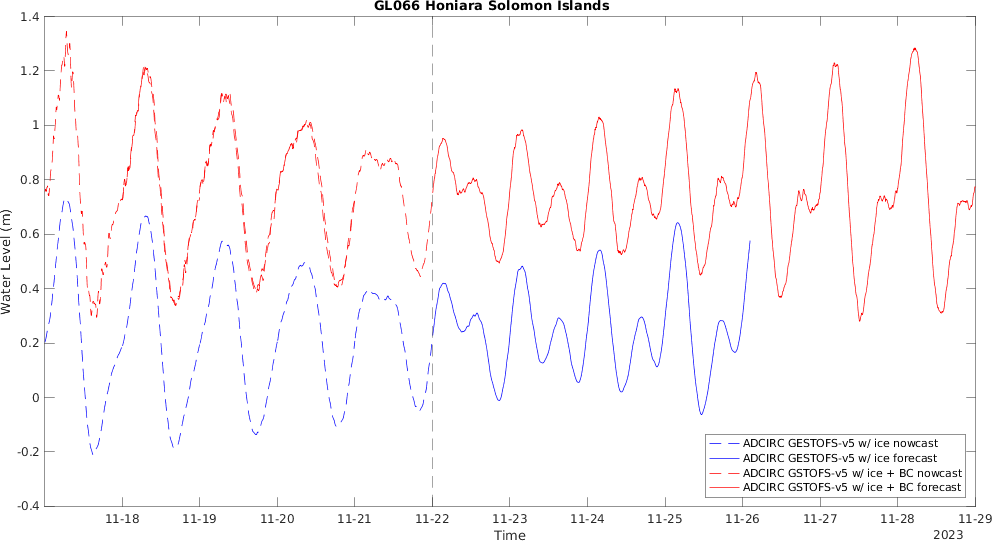 GL066 Honiara Solomon Islands
1.4
1.2
1
0.8
0.6
0.4
0.2
0
-0.2
-0.4
Water Level (m)
11-18 11-19 11-20 11-21 11-22 11-23 11-24 11-25 11-26 11-27 11-28 11-29
Time
2023
ADCIRC GESTOFS-v5 w/ ice nowcast
ADCIRC GESTOFS-v5 w/ ice forecast
ADCIRC GSTOFS-v5 w/ ice + BC nowcast
ADCIRC GSTOFS-v5 w/ ice + BC forecast